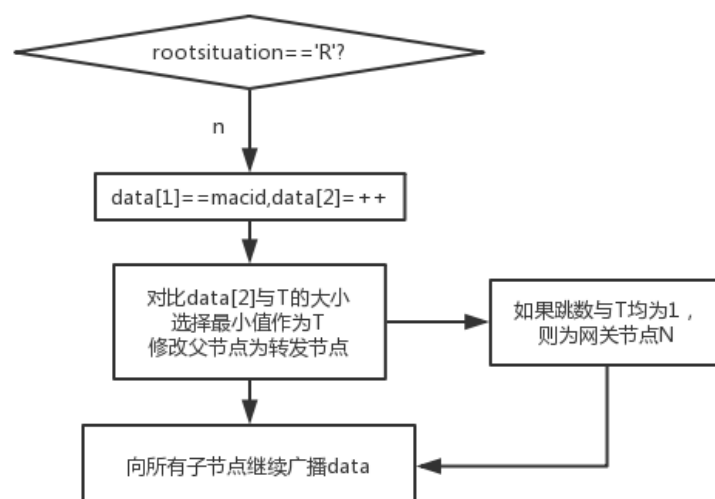 rootsituation=='R'?
n
data[1]==macid,data[2]=++
对比data[2]与T的大小
选择最小值作为T
修改父节点为转发节点
如果跳数与T均为1，
则为网关节点N
向所有子节点继续广播data